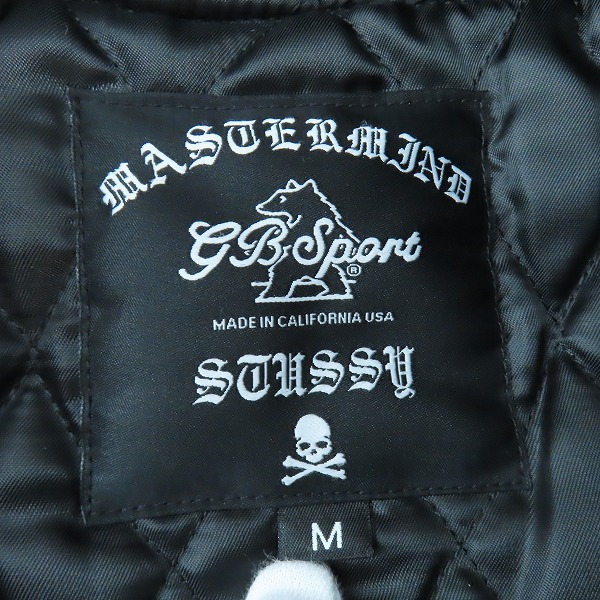 MASTERMIND
GB Sport
®
MADE IN CALIFORNIA USA
STUSSY
M